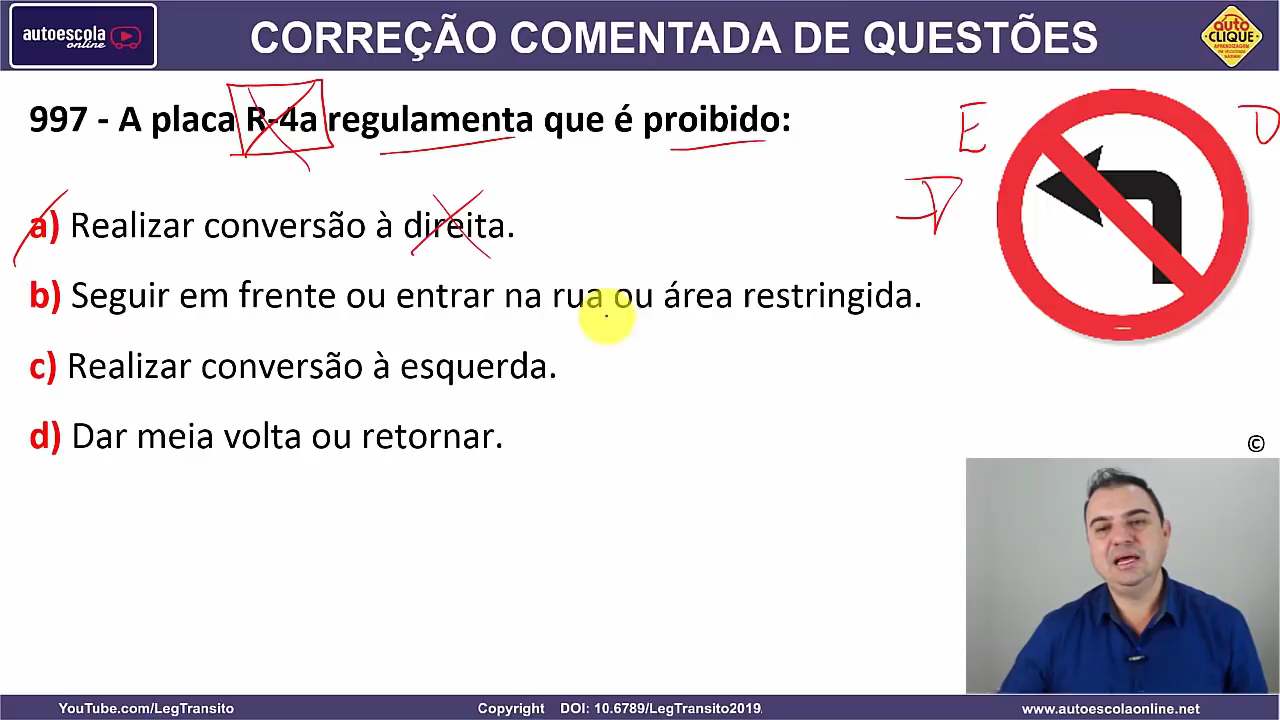 autoescola
online
CORREÇÃO COMENTADA DE QUESTÕES
auto
CLIQUE
997 - A placa R-4a regulamenta que é proibido:
E
D
a) Realizar conversão à direita.
b) Seguir em frente ou entrar na rua ou área restringida.
c) Realizar conversão à esquerda.
d) Dar meia volta ou retornar.
©
YouTube.com/LegTransito
Copyright DOI: 10.6789/LegTransito2019
www.autoescolaonline.net